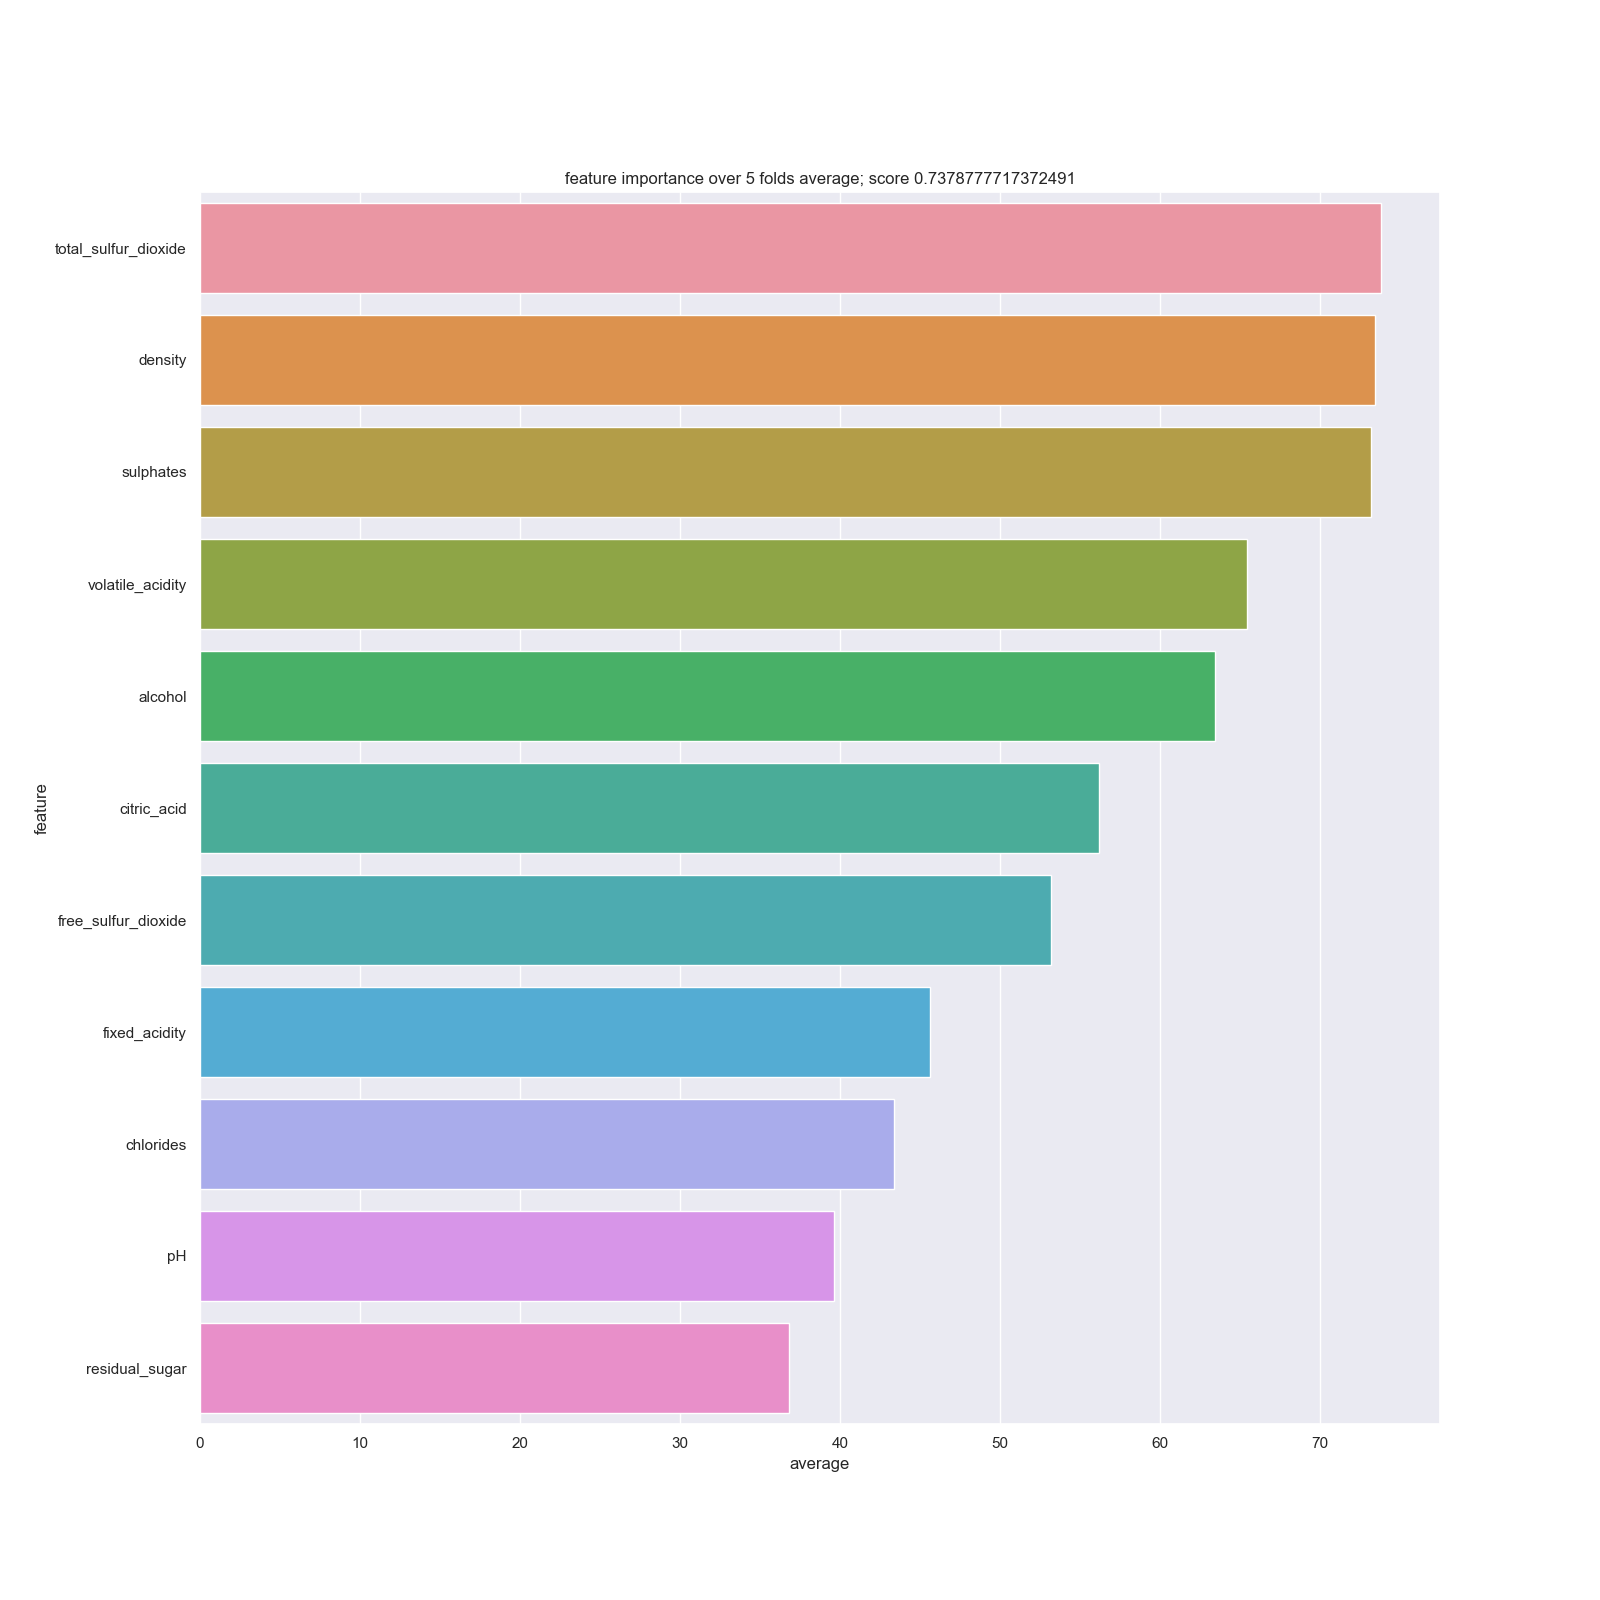 feature importance over 5 folds average; score 0.7378777717372491
total_sulfur_dioxide
density
sulphates
volatile_acidity
alcohol
citric_acid
free_sulfur_dioxide
fixed_acidity
chlorides
pH
residual_sugar
feature
0 10 20 30 40 50 60 70
average